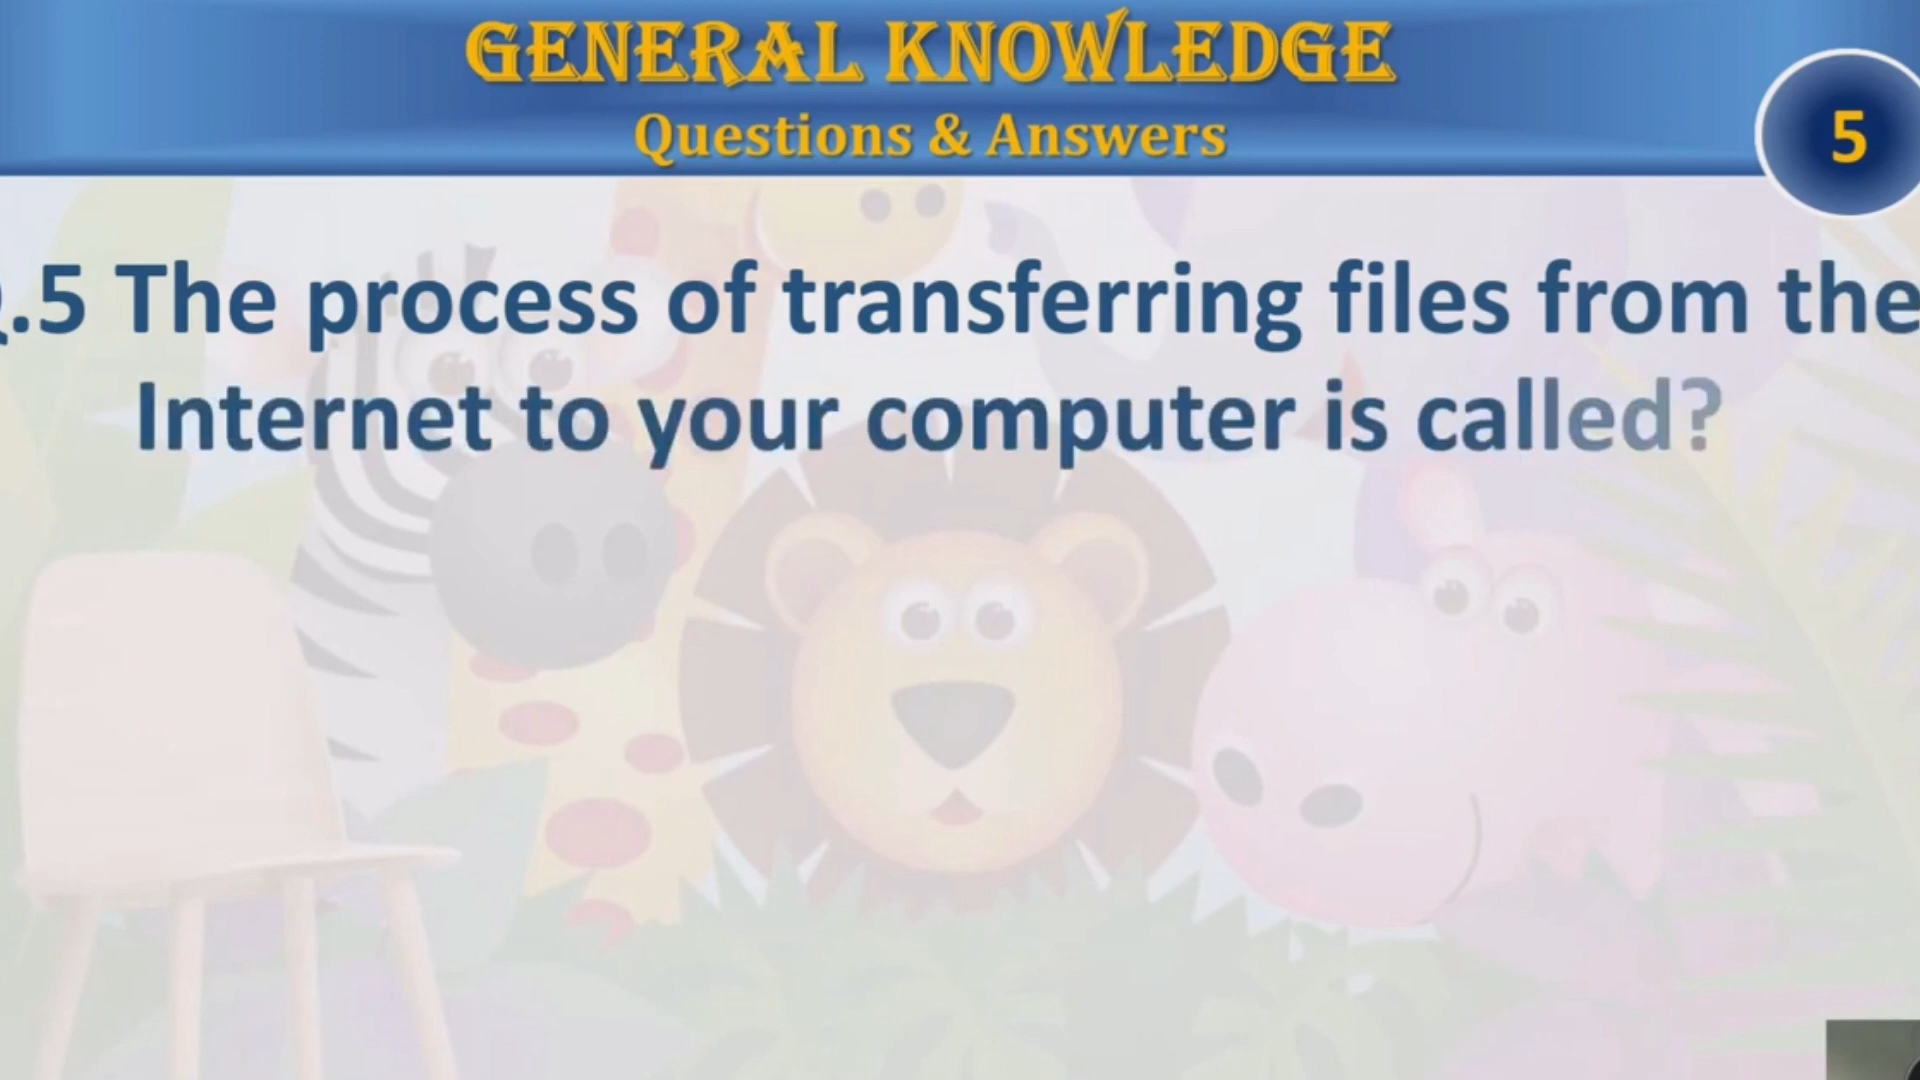 GENERAL KNOWLEDGE
Questions & Answers
5
.5 The process of transferring files from the
Internet to your computer is called?